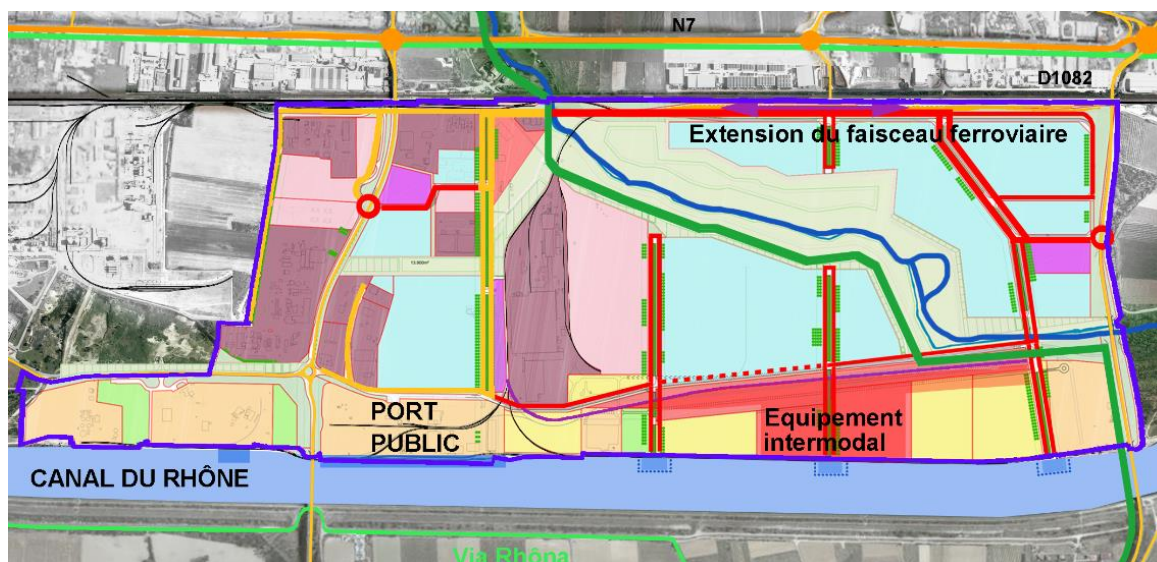 N7
D1082
Extension du faisceau ferroviaire
PORT
PUBLIC
Equipement
intermodal
CANAL DU RHÔNE
Via Rhôna